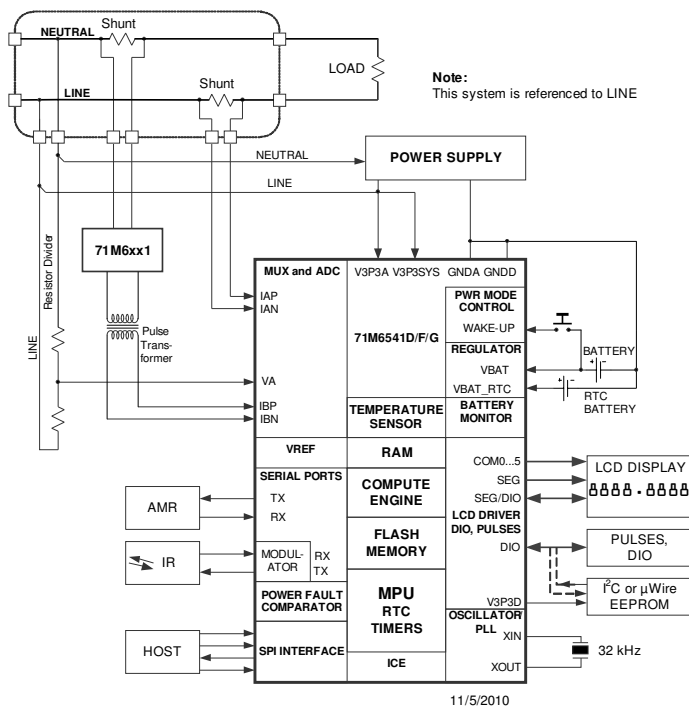 Shunt
NEUTRAL
LOAD
Shunt
LINE
Note:
This system is referenced to LINE
NEUTRAL
POWER SUPPLY
LINE
71M6xx1
Resistor Divider
LINE
Pulse
Trans-
former
MUX and ADC
V3P3A V3P3SYS GNDA GNDD
IAP
IAN
VA
IBP
IBN
71M6541D/F/G
PWR MODE
CONTROL
WAKE-UP
REGULATOR
VBAT
VBAT_RTC
BATTERY
RTC
BATTERY
TEMPERATURE
SENSOR
BATTERY
MONITOR
VREF
RAM
SERIAL PORTS
TX
RX
COMPUTE
ENGINE
COM0...5
SEG
SEG/DIO
LCD DRIVER
DIO, PULSES
DIO
LCD DISPLAY
8888.8888
AMR
IR
MODUL-
ATOR
RX
TX
FLASH
MEMORY
PULSES,
DIO
POWER FAULT
COMPARATOR
MPU
RTC
TIMERS
V3P3D
I²C or µWire
EEPROM
OSCILLATOR/
PLL
XIN
XOUT
32 kHz
HOST
SPI INTERFACE
ICE
11/5/2010